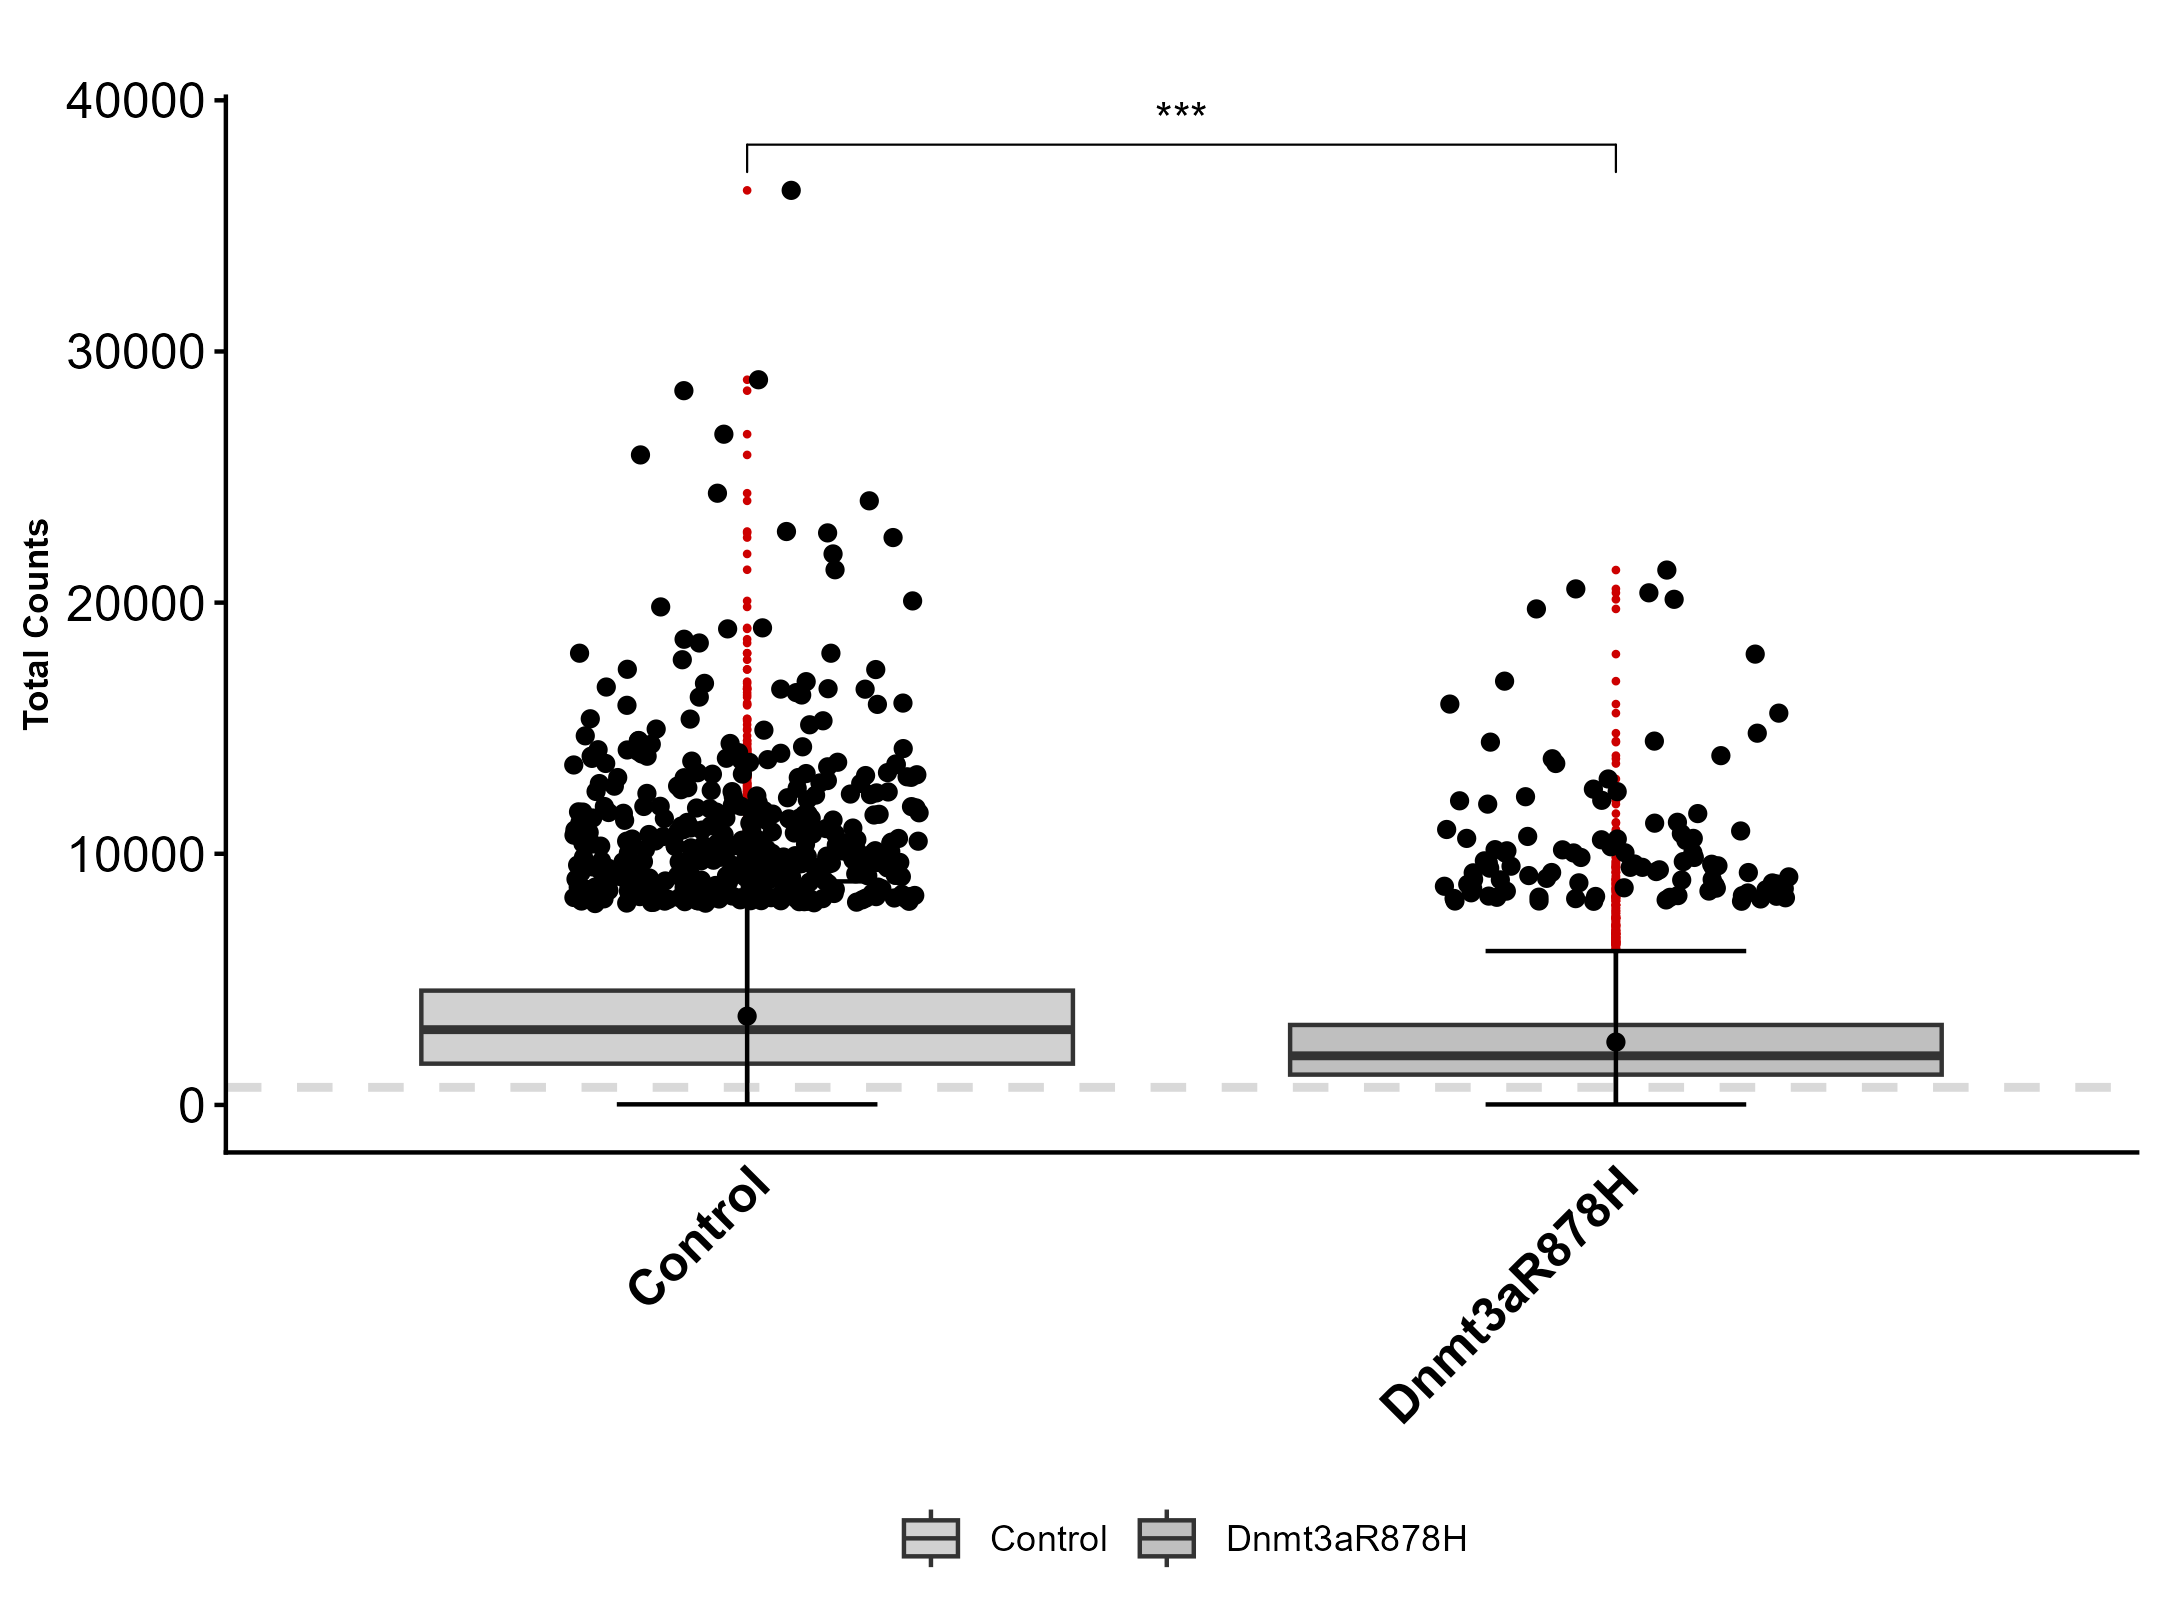 40000
30000
20000
10000
0
Total Counts
***
Control
Dnmt3aR878H
Control
Dnmt3aR878H